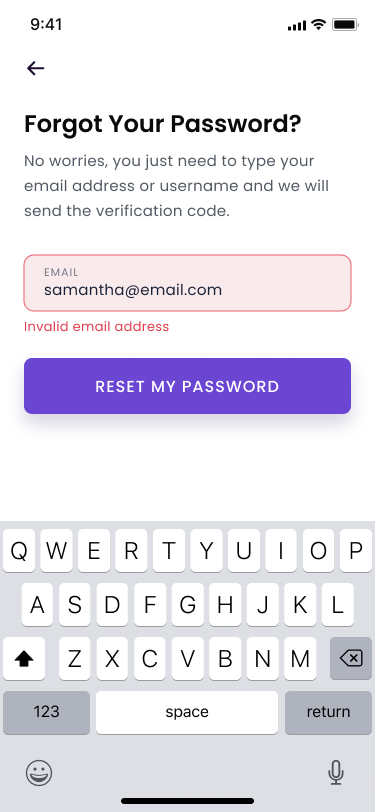 9:41
Forgot Your Password?
No worries, you just need to type your
email address or username and we will
send the verification code.
EMAIL
samantha@email.com
Invalid email address
RESET MY PASSWORD
Q W E R T Y U I O P
A S D F G H J K L
Z X C V B N M
123 space return